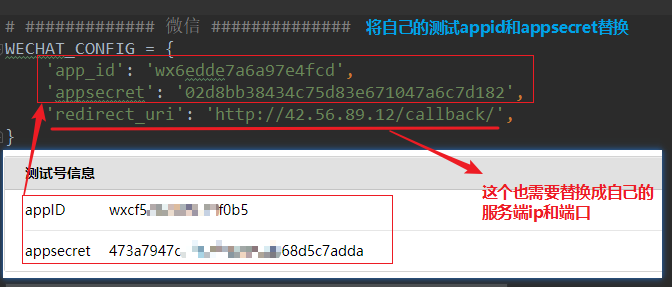 # ############# 微信 ############## 将自己的测试appid和appsecret替换
WECHAT_CONFIG = {
'app_id': 'wx6edde7a6a97e4fcd',
'appsecret': '02d8bb38434c75d83e671047a6c7d182',
'redirect_uri': 'http://42.56.89.12/callback/',
}
测试号信息
这个也需要替换成自己的
服务端ip和端口
appID wxcf5 f0b5
appsecret 473a7947c 68d5c7adda